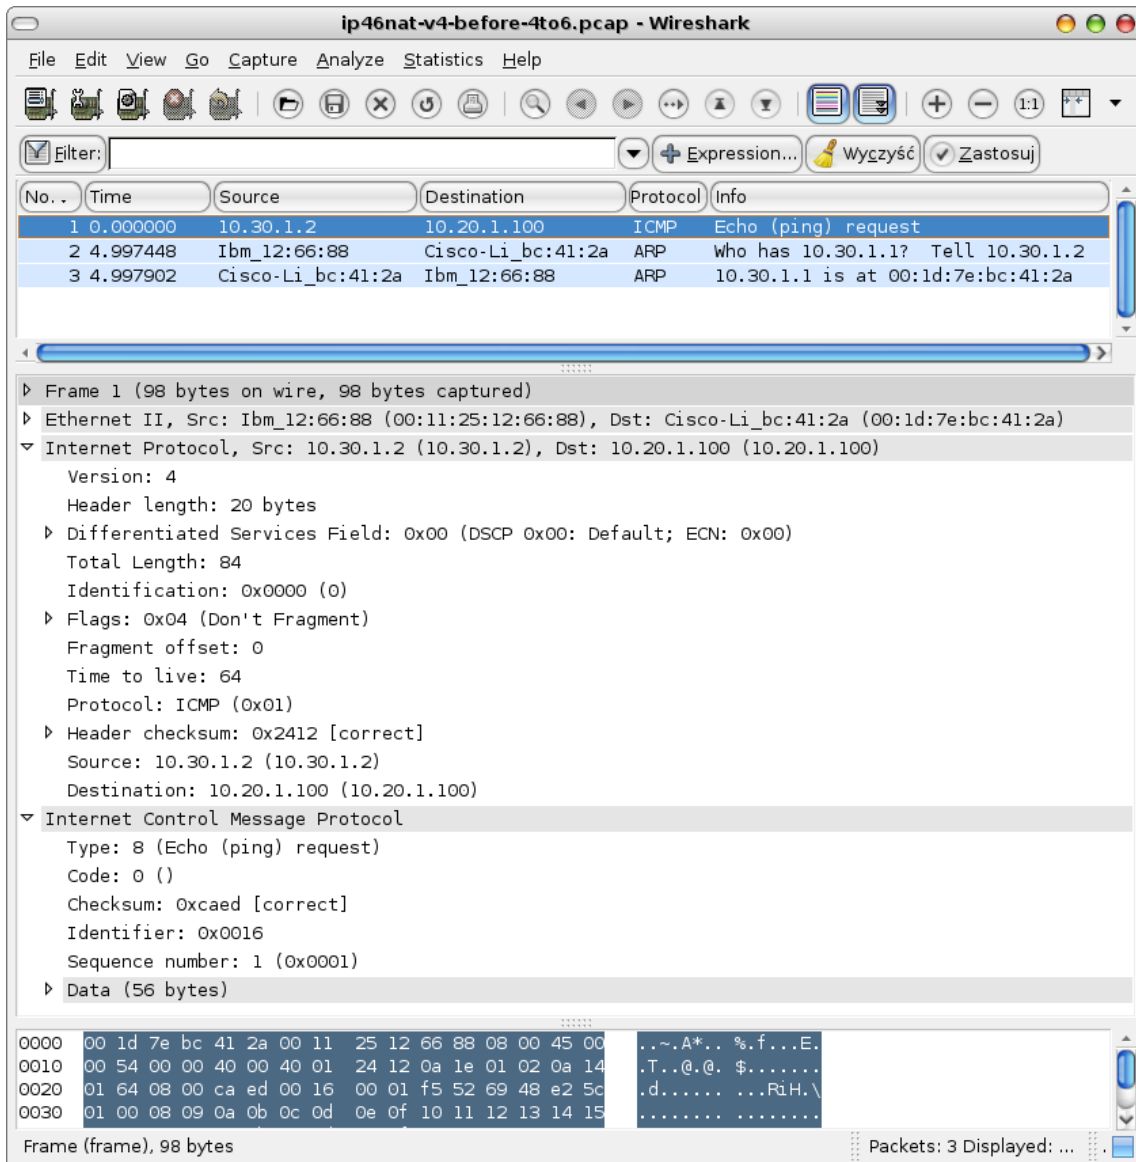 ip46nat-v4-before-4to6.pcap - Wireshark
File Edit View Go Capture Analyze Statistics Help
1:1
Filter: Expression... Wyczyść Zastosuj
No. . Time Source Destination Protocol Info
1 0.000000 10.30.1.2 10.20.1.100 ICMP Echo (ping) request
2 4.997448 Ibm_12:66:88 Cisco-Li_bc:41:2a ARP Who has 10.30.1.1? Tell 10.30.1.2
3 4.997902 Cisco-Li_bc:41:2a Ibm_12:66:88 ARP 10.30.1.1 is at 00:1d:7e:bc:41:2a
Frame 1 (98 bytes on wire, 98 bytes captured)
Ethernet II, Src: Ibm_12:66:88 (00:11:25:12:66:88), Dst: Cisco-Li_bc:41:2a (00:1d:7e:bc:41:2a)
Internet Protocol, Src: 10.30.1.2 (10.30.1.2), Dst: 10.20.1.100 (10.20.1.100)
Version: 4
Header length: 20 bytes
Differentiated Services Field: 0x00 (DSCP 0x00: Default; ECN: 0x00)
Total Length: 84
Identification: 0x0000 (0)
Flags: 0x04 (Don't Fragment)
Fragment offset: 0
Time to live: 64
Protocol: ICMP (0x01)
Header checksum: 0x2412 [correct]
Source: 10.30.1.2 (10.30.1.2)
Destination: 10.20.1.100 (10.20.1.100)
Internet Control Message Protocol
Type: 8 (Echo (ping) request)
Code: 0 ()
Checksum: 0xcaed [correct]
Identifier: 0x0016
Sequence number: 1 (0x0001)
Data (56 bytes)
0000 00 1d 7e bc 41 2a 00 11 25 12 66 88 08 00 45 00 ..~.A*.. %.f...E.
0010 00 54 00 00 40 00 40 01 24 12 0a 1e 01 02 0a 14 .T..@.@. $.......
0020 01 64 08 00 ca ed 00 16 00 01 f5 52 69 48 e2 5c .d...... ...RiH.\
0030 01 00 08 09 0a 0b 0c 0d 0e 0f 10 11 12 13 14 15 ........ ........
Frame (frame), 98 bytes Packets: 3 Displayed: ... .